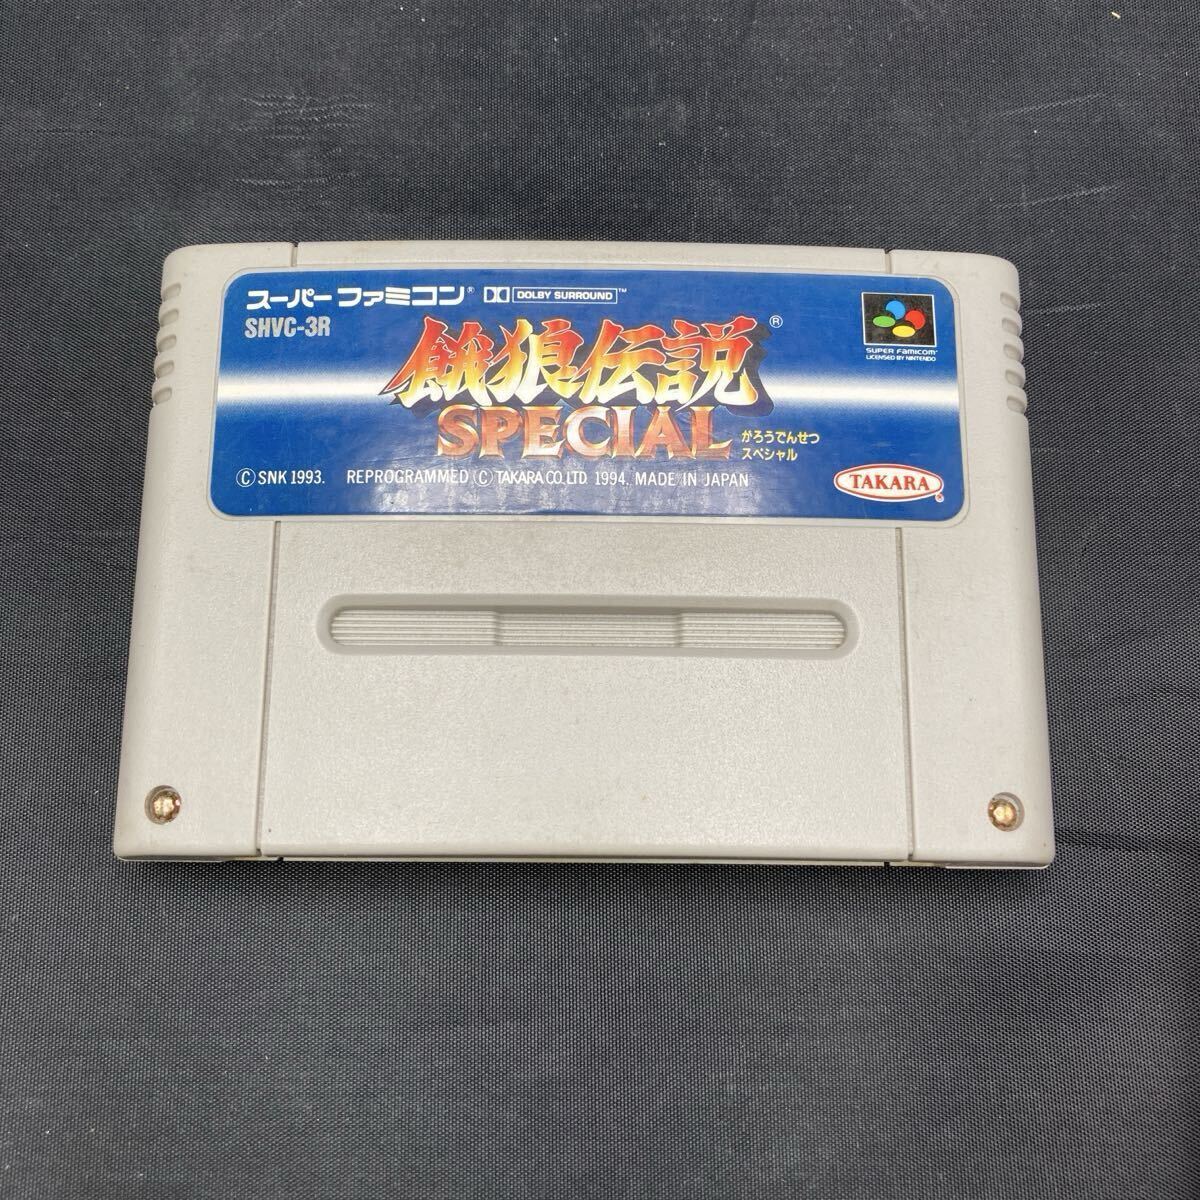 スーパーファミコン® DOLBY SURROUND™
SHVC-3R
餓狼伝説®
SPECIAL
がろうでんせつ
スペシャル
SUPER FAMICOM
LICENSED BY NINTENDO
© SNK 1993. REPROGRAMMED © TAKARA CO. LTD. 1994. MADE IN JAPAN
TAKARA®